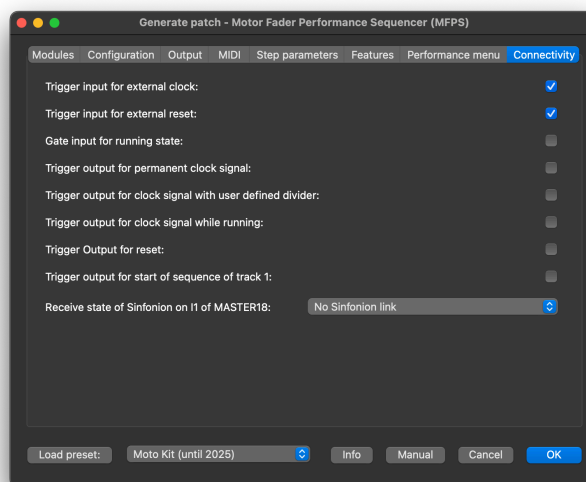 Generate patch - Motor Fader Performance Sequencer (MFPS)
Modules Configuration Output MIDI Step parameters Features Performance menu Connectivity
Trigger input for external clock:
Trigger input for external reset:
Gate input for running state:
Trigger output for permanent clock signal:
Trigger output for clock signal with user defined divider:
Trigger output for clock signal while running:
Trigger Output for reset:
Trigger output for start of sequence of track 1:
Receive state of Sinfonion on I1 of MASTER18: No Sinfonion link
Load preset: Moto Kit (until 2025) Info Manual Cancel OK